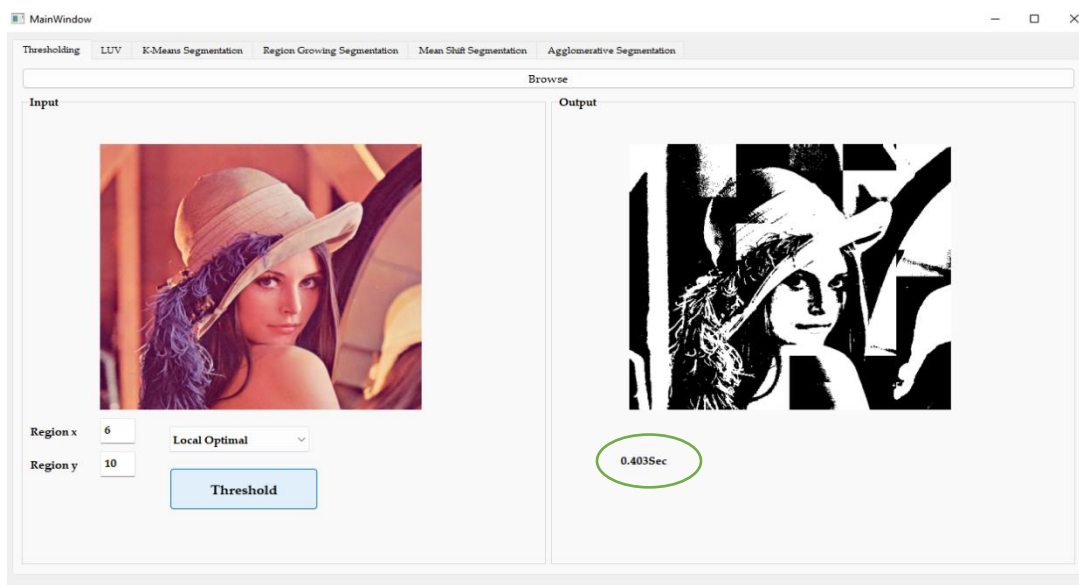 MainWindow
Thresholding LUV K-Means Segmentation Region Growing Segmentation Mean Shift Segmentation Agglomerative Segmentation
Browse
Input
Output
Region x 6
Local Optimal
Region y 10
Threshold
0.403Sec